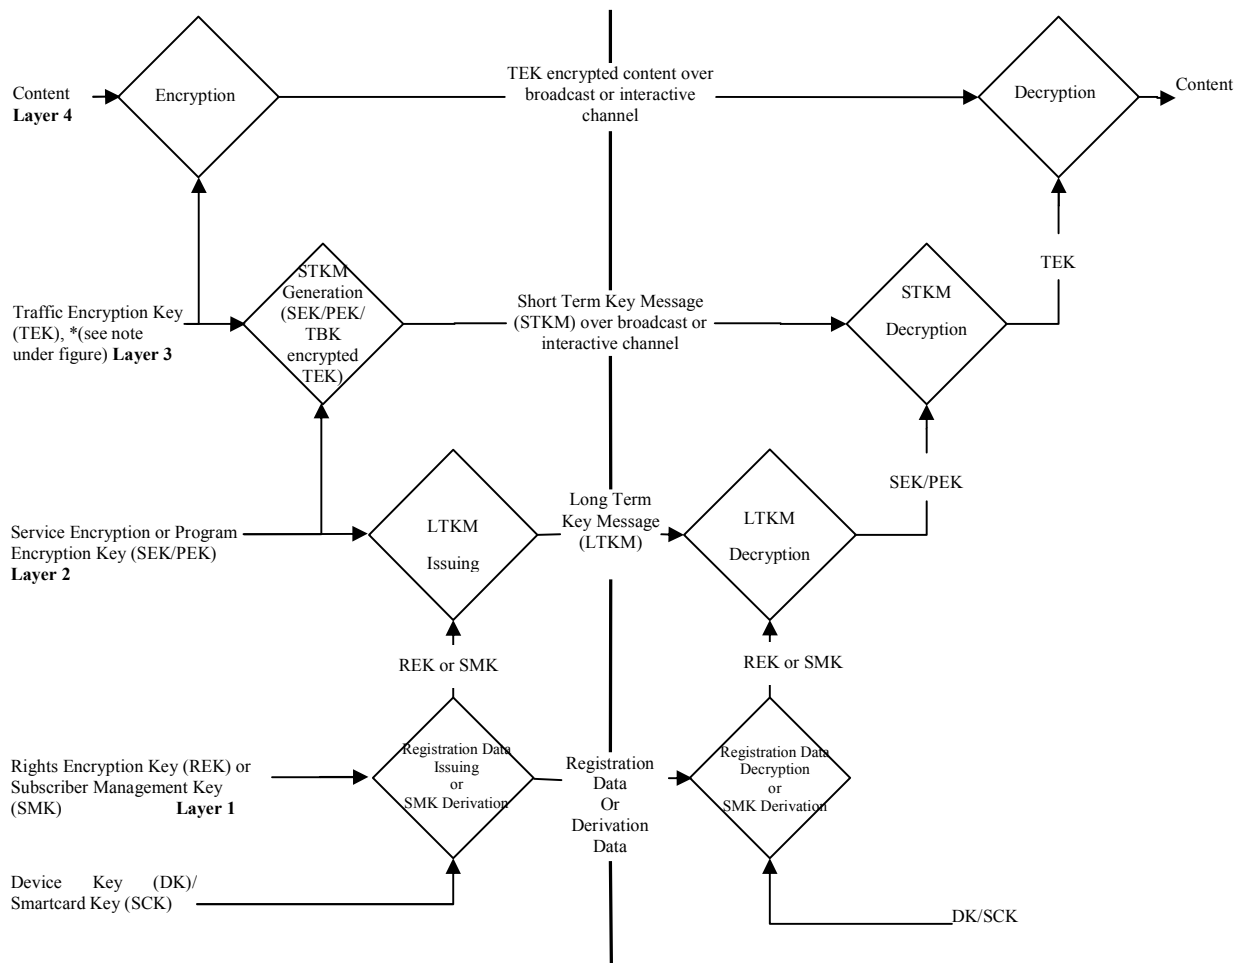 Content
Layer 4
Encryption
TEK encrypted content over
broadcast or interactive
channel
Decryption
Content
Traffic Encryption Key
(TEK), *(see note
under figure) Layer 3
STKM
Generation
(SEK/PEK/
TBK
encrypted
TEK)
Short Term Key Message
(STKM) over broadcast or
interactive channel
STKM
Decryption
TEK
Service Encryption or Program
Encryption Key (SEK/PEK)
Layer 2
LTKM
Issuing
Long Term
Key Message
(LTKM)
LTKM
Decryption
SEK/PEK
REK or SMK
REK or SMK
Rights Encryption Key (REK) or
Subscriber Management Key
(SMK) Layer 1
Registration Data
Issuing
or
SMK Derivation
Registration
Data
Or
Derivation
Data
Registration Data
Decryption
or
SMK Derivation
Device Key (DK)/
Smartcard Key (SCK)
DK/SCK